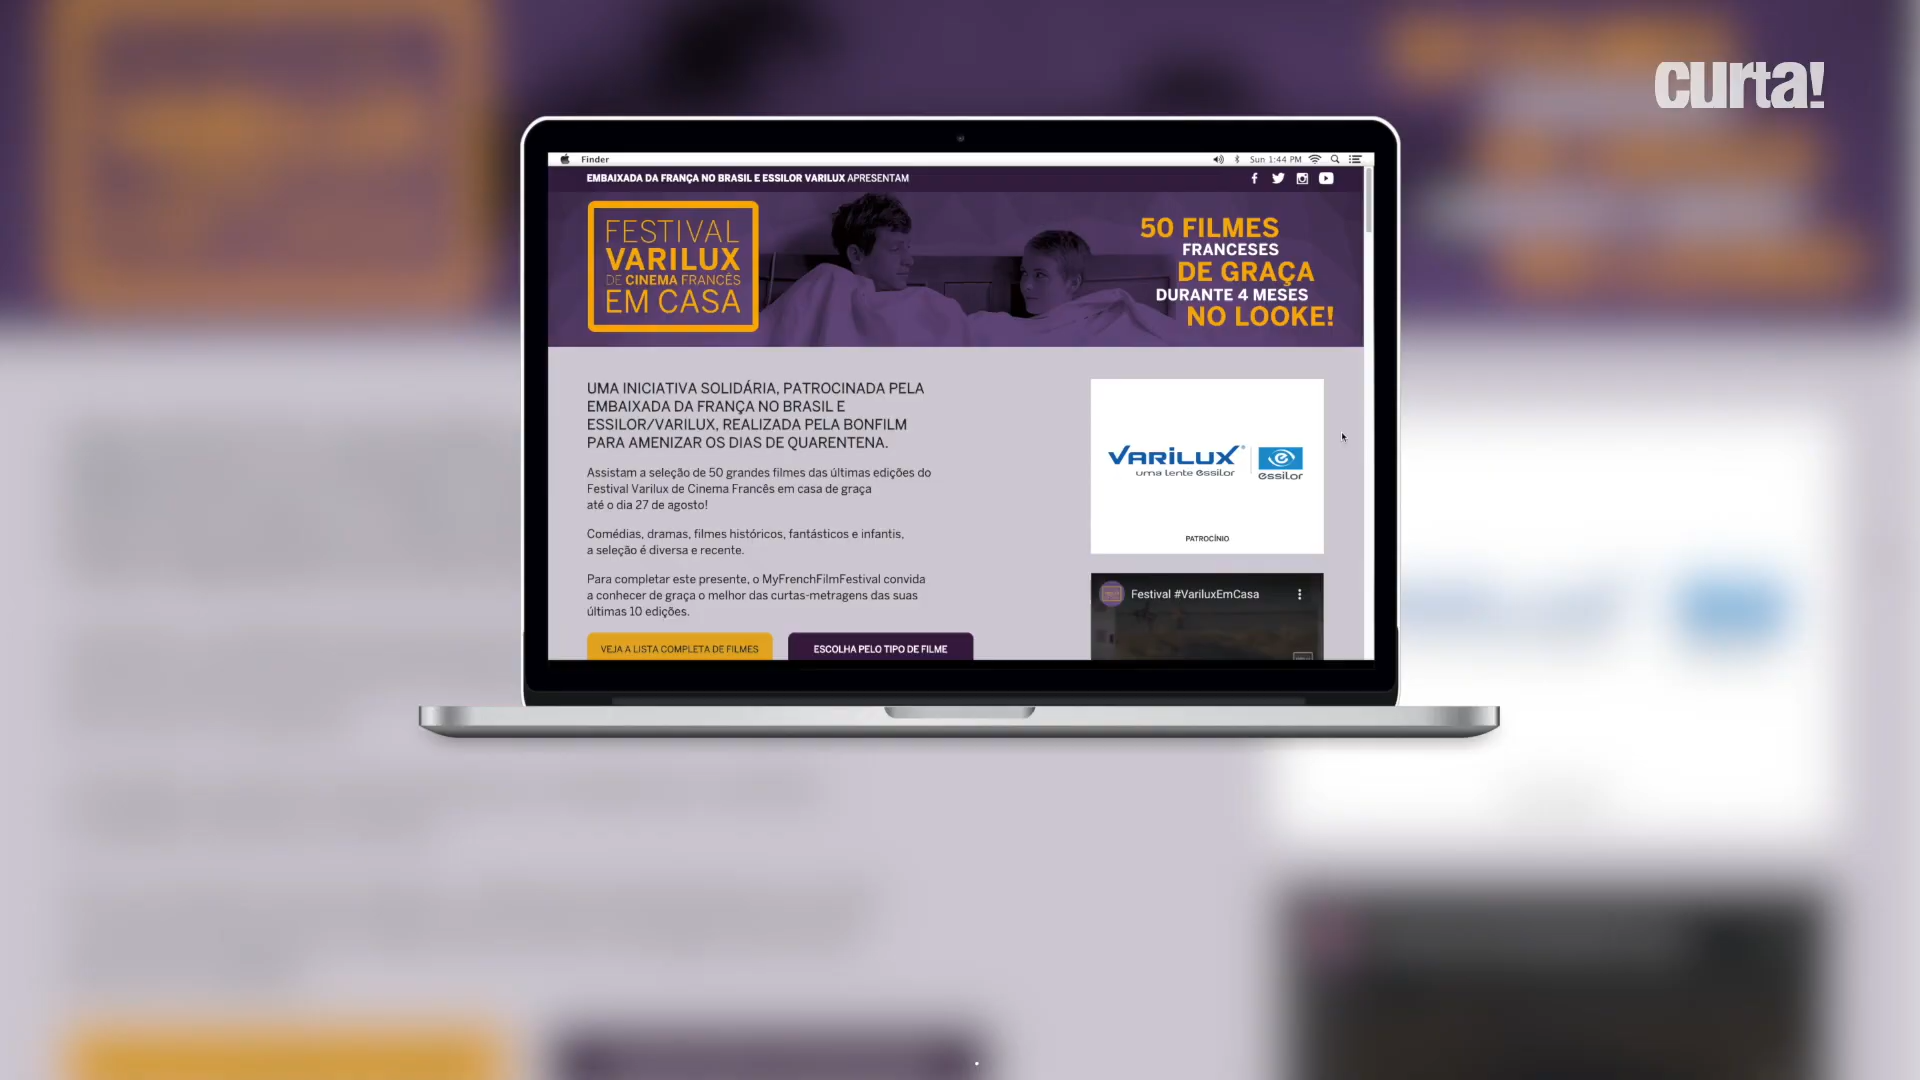 curta!
Finder
Sun 1:44 PM
EMBAIXADA DA FRANÇA NO BRASIL E ESSILOR VARILUX APRESENTAM
FESTIVAL
VARILUX
DE CINEMA FRANCÊS
EM CASA
50 FILMES
FRANCESES
DE GRAÇA
DURANTE 4 MESES
NO LOOKE!
UMA INICIATIVA SOLIDÁRIA, PATROCINADA PELA
EMBAIXADA DA FRANÇA NO BRASIL E
ESSILOR/VARILUX, REALIZADA PELA BONFILM
PARA AMENIZAR OS DIAS DE QUARENTENA.
Assistam a seleção de 50 grandes filmes das últimas edições do
Festival Varilux de Cinema Francês em casa de graça
até o dia 27 de agosto!
Comédias, dramas, filmes históricos, fantásticos e infantis,
a seleção é diversa e recente.
Para completar este presente, o MyFrenchFilmFestival convida
a conhecer de graça o melhor das curtas-metragens das suas
últimas 10 edições.
VEJA A LISTA COMPLETA DE FILMES
ESCOLHA PELO TIPO DE FILME
VARILUX
uma lente essilor
essilor
PATROCÍNIO
Festival #VariluxEmCasa